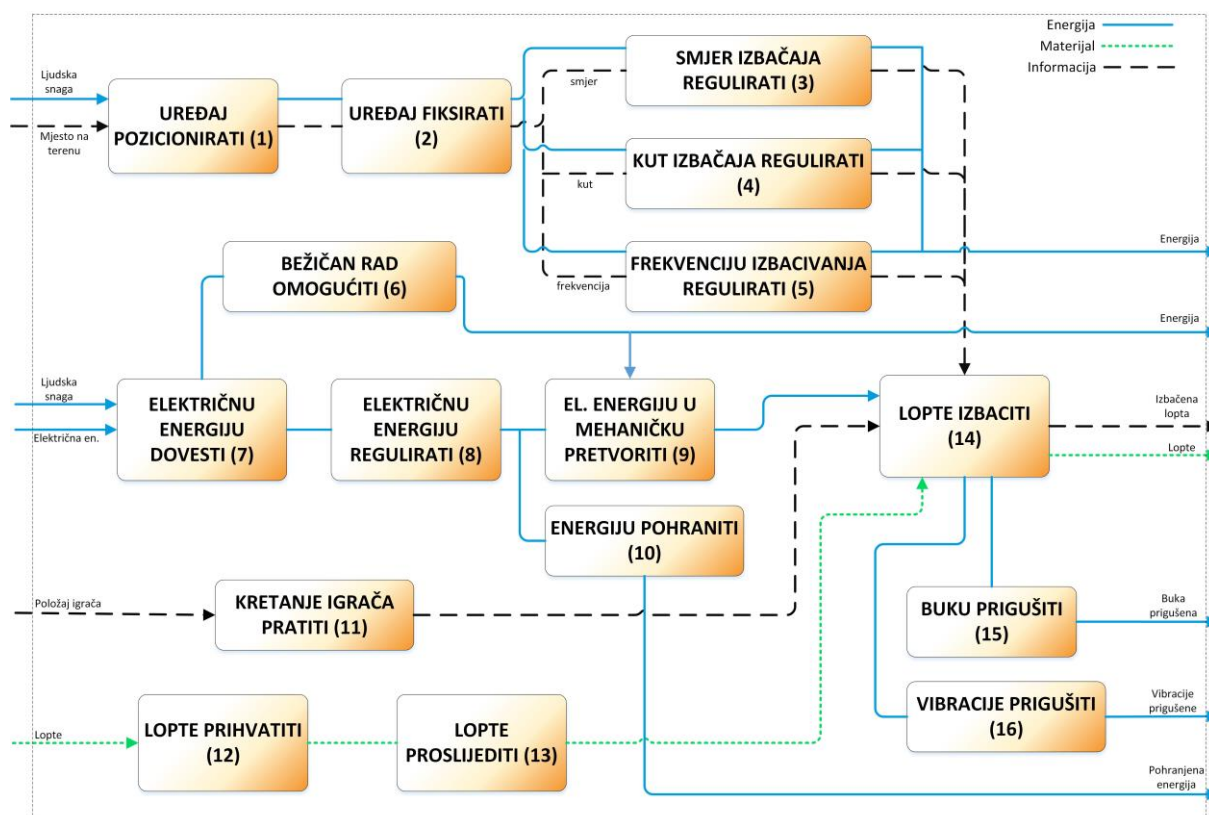 Energija
Materijal
Informacija
Ljudska
snaga
Mjesto na
terenu
UREĐAJ
POZICIONIRATI (1)
UREĐAJ FIKSIRATI
(2)
smjer
SMJER IZBAČAJA
REGULIRATI (3)
kut
KUT IZBAČAJA REGULIRATI
(4)
frekvencija
FREKVENCIJU IZBACIVANJA
REGULIRATI (5)
Energija
BEŽIČAN RAD
OMOGUĆITI (6)
Energija
Ljudska
snaga
Električna en.
ELEKTRIČNU
ENERGIJU
DOVESTI (7)
ELEKTRIČNU
ENERGIJU
REGULIRATI (8)
EL. ENERGIJU U
MEHANIČKU
PRETVORITI (9)
LOPTE IZBACITI
(14)
Izbačena
lopta
Lopte
ENERGIJU POHRANITI
(10)
Položaj igrača
KRETANJE IGRAČA
PRATITI (11)
BUKU PRIGUŠITI
(15)
Buka
prigušena
Lopte
LOPTE PRIHVATITI
(12)
LOPTE
PROSLIJEDITI (13)
VIBRACIJE PRIGUŠITI
(16)
Vibracije
prigušene
Pohranjena
energija